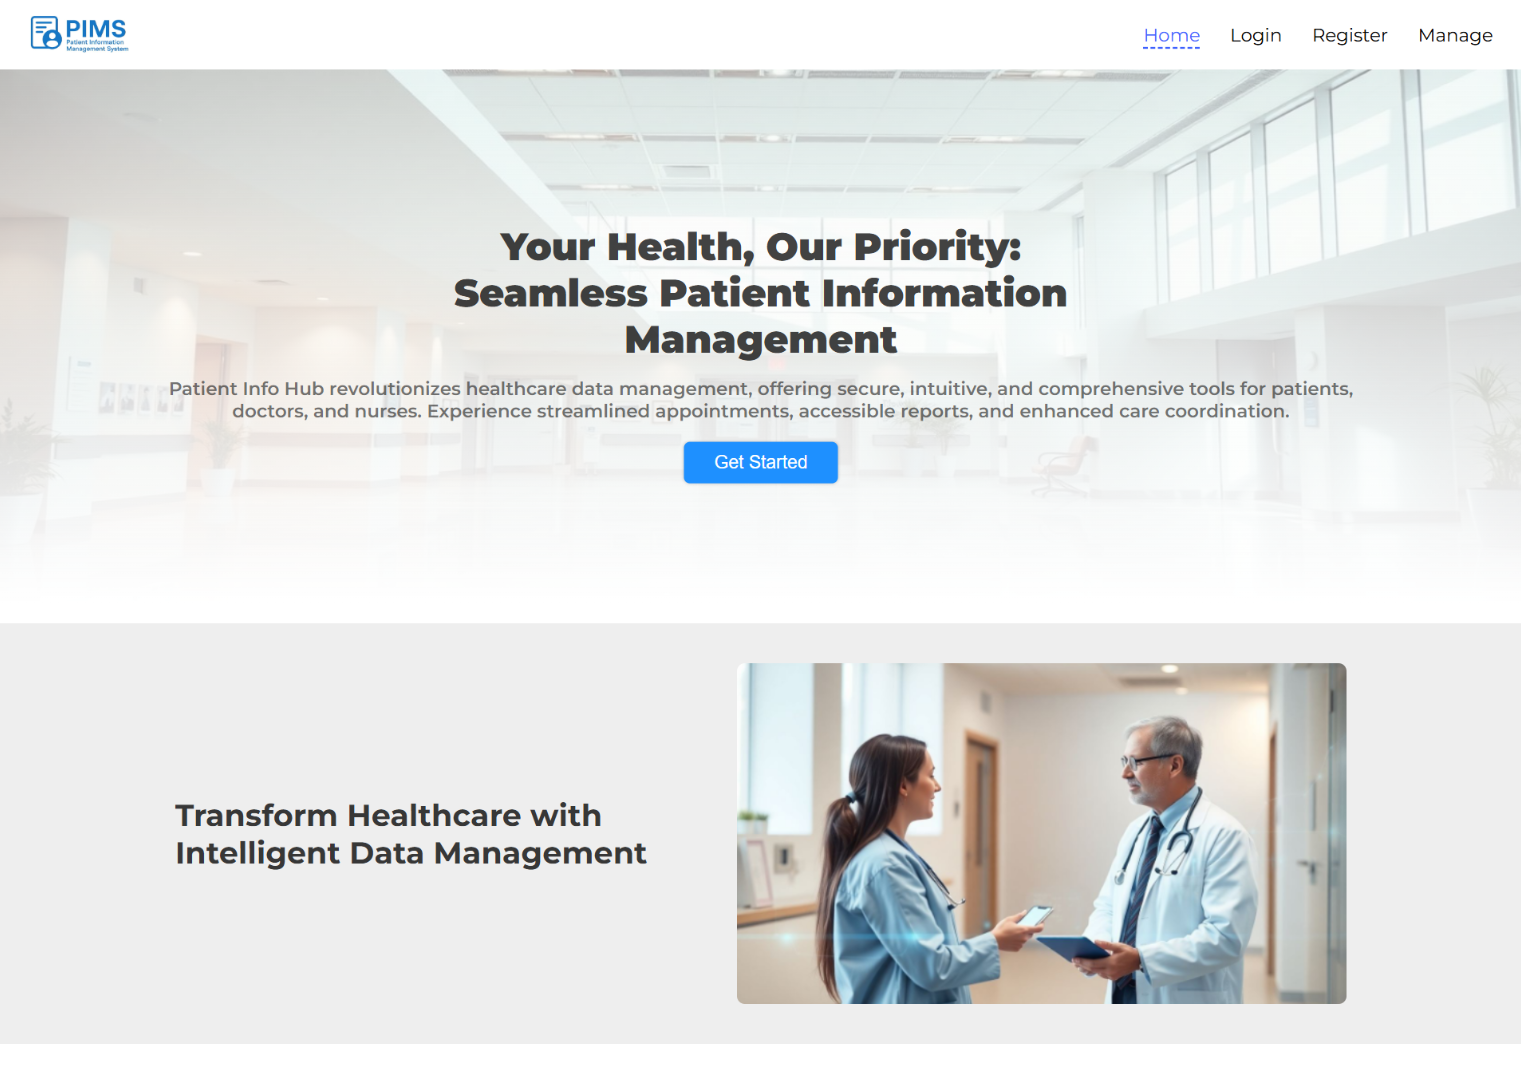 PIMS
Patient Information
Management System
Home
Login
Register
Manage
Your Health, Our Priority:
Seamless Patient Information
Management
Patient Info Hub revolutionizes healthcare data management, offering secure, intuitive, and comprehensive tools for patients,
doctors, and nurses. Experience streamlined appointments, accessible reports, and enhanced care coordination.
Get Started
Transform Healthcare with
Intelligent Data Management